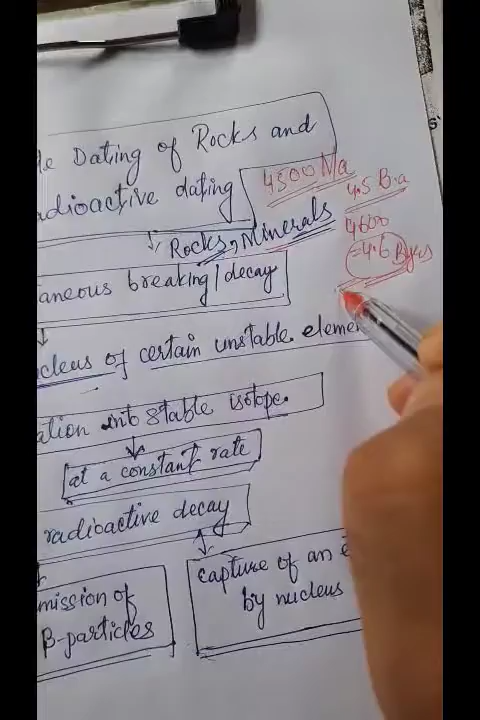 le Dating of Rocks and
adioactive dating
4500 Ma
4.5 B.a
4600
=4.6 Byrs
Rocks, Minerals
taneous breaking/decay
cleus of certain unstable eleme
ation into stable isotope.
at a constant rate
radioactive decay
mission of
β-particles
capture of an e
by nucleus